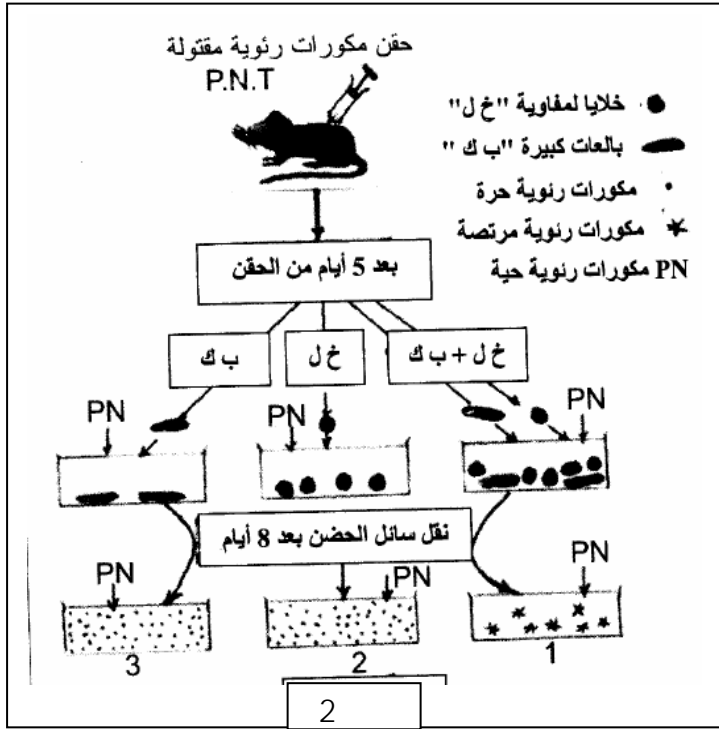 حقن مكورات رئوية مقتولة
P.N.T
خلايا لمفاوية "خ ل"
بالعات كبيرة "ب ك"
مكورات رئوية حرة
مكورات رئوية مرتصة
PN مكورات رئوية حية
بعد 5 أيام من الحقن
خ ل + ب ك
خ ل
ب ك
PN
PN
PN
نقل سائل الحضن بعد 8 أيام
PN
PN
PN
1
2
3
2